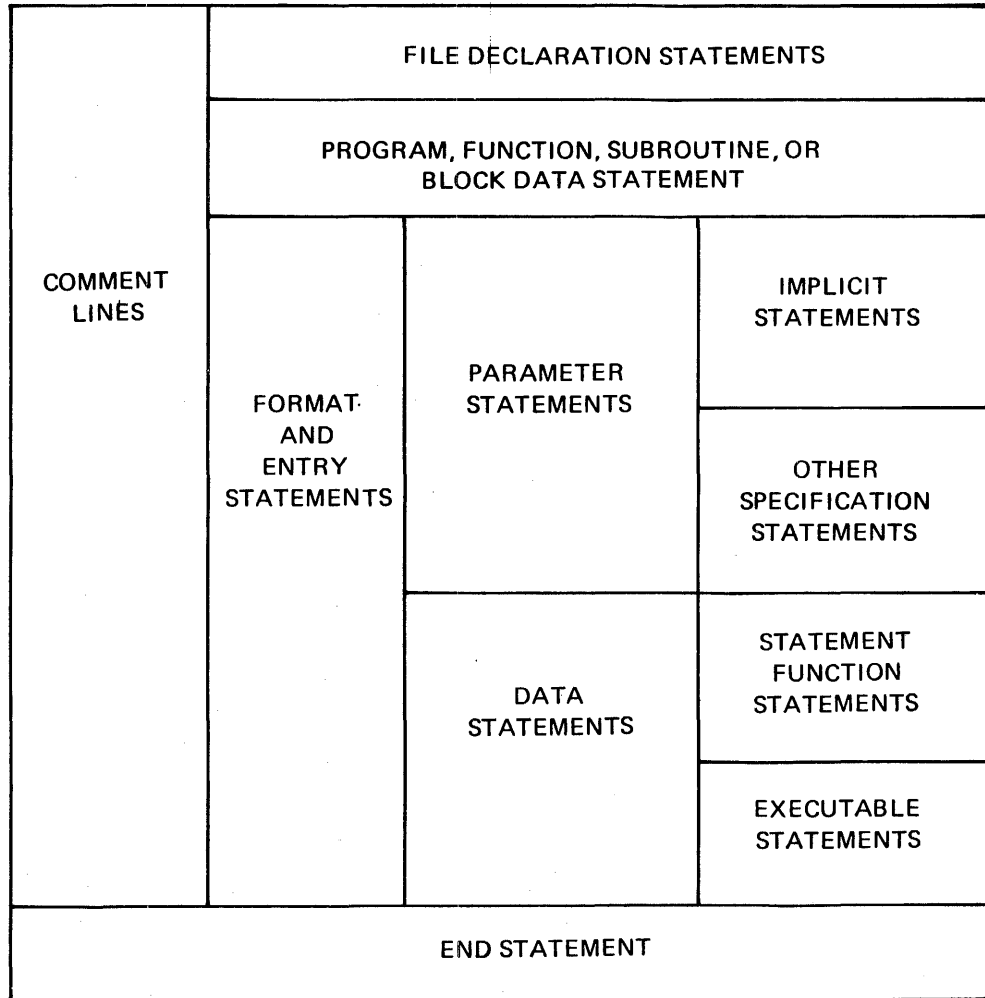 FILE DECLARATION STATEMENTS
PROGRAM, FUNCTION, SUBROUTINE, OR
BLOCK DATA STATEMENT
COMMENT
LINES
FORMAT
AND
ENTRY
STATEMENTS
PARAMETER
STATEMENTS
IMPLICIT
STATEMENTS
OTHER
SPECIFICATION
STATEMENTS
DATA
STATEMENTS
STATEMENT
FUNCTION
STATEMENTS
EXECUTABLE
STATEMENTS
END STATEMENT